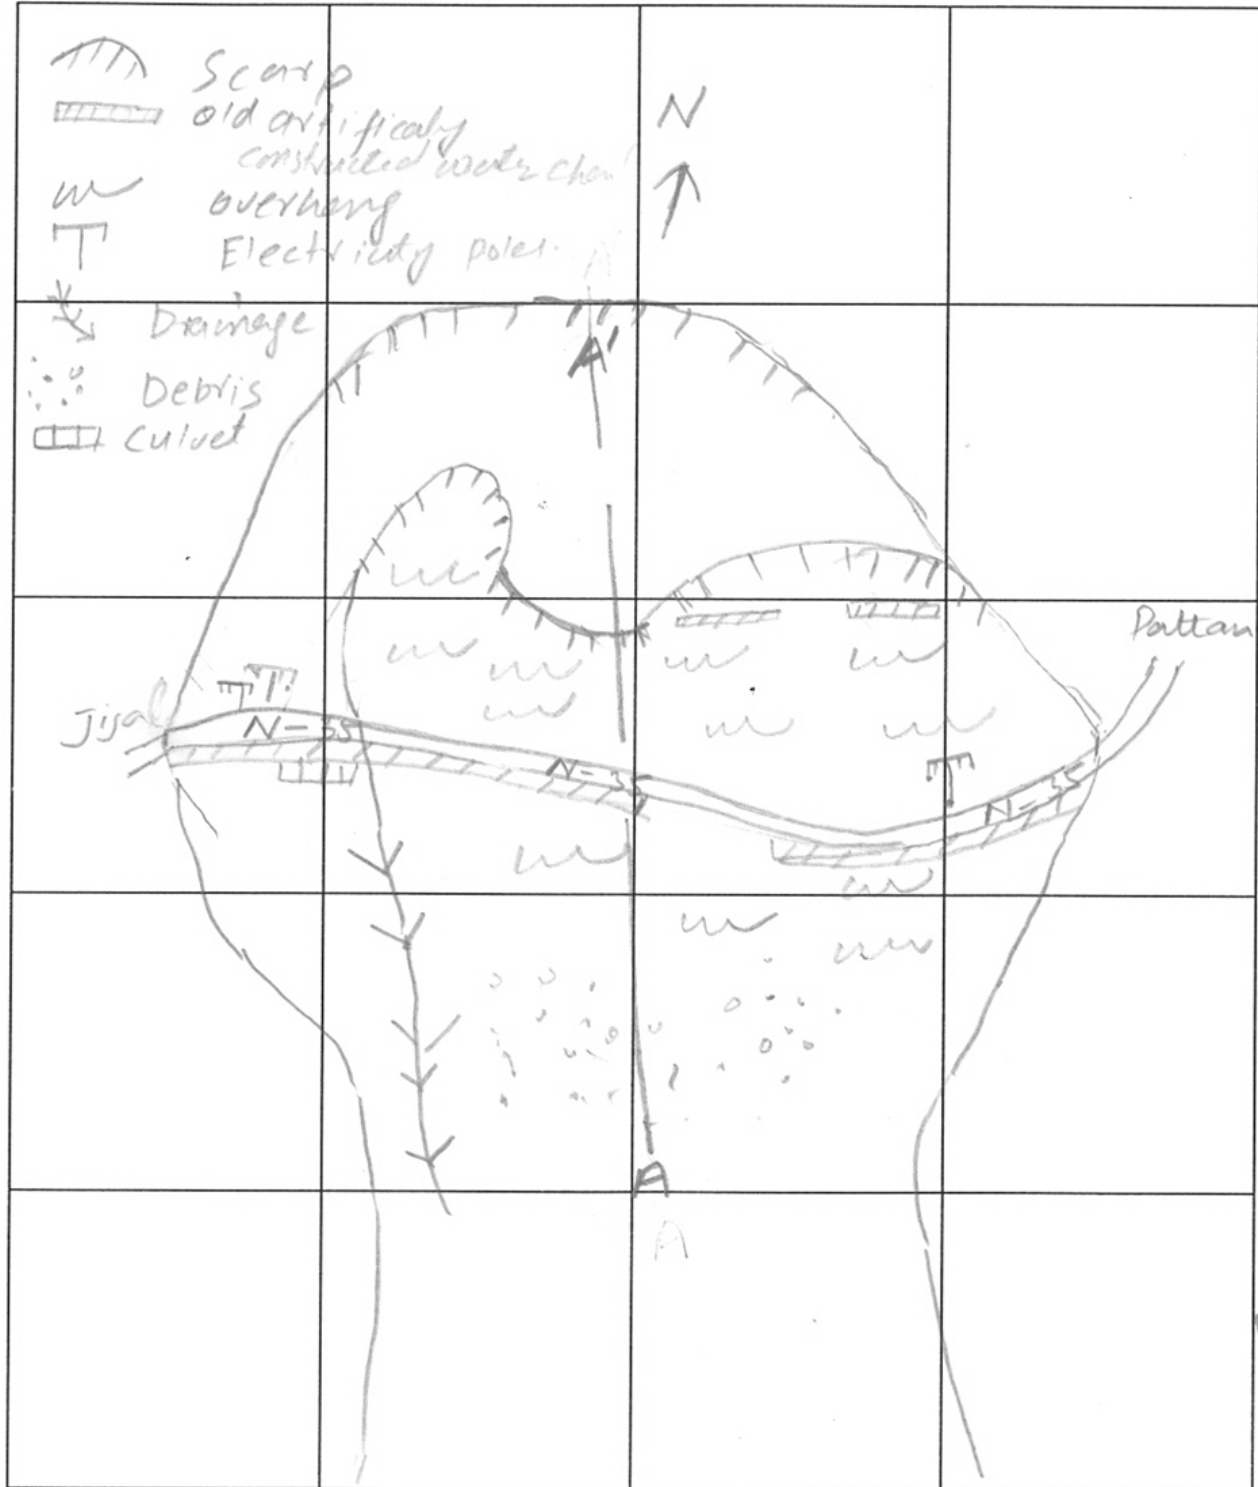 Scarp
old artificaly
constructed water chan
overhang
Electricity poles
N
Drainage
A'
Debris
Culvet
Pattan
Jijal
N-35
N-35
N-35
A
A